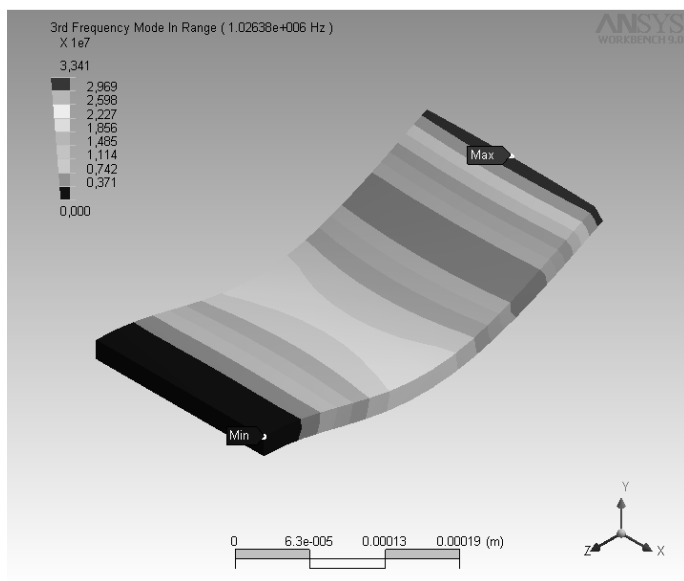 3rd Frequency Mode In Range ( 1.02638e+006 Hz )
X 1e7
3,341
2,969
2,598
2,227
1,856
1,485
1,114
0,742
0,371
0,000
ANSYS
WORKBENCH 9.0
Max
Min
0 6.3e-005 0.00013 0.00019 (m)
Y
Z X